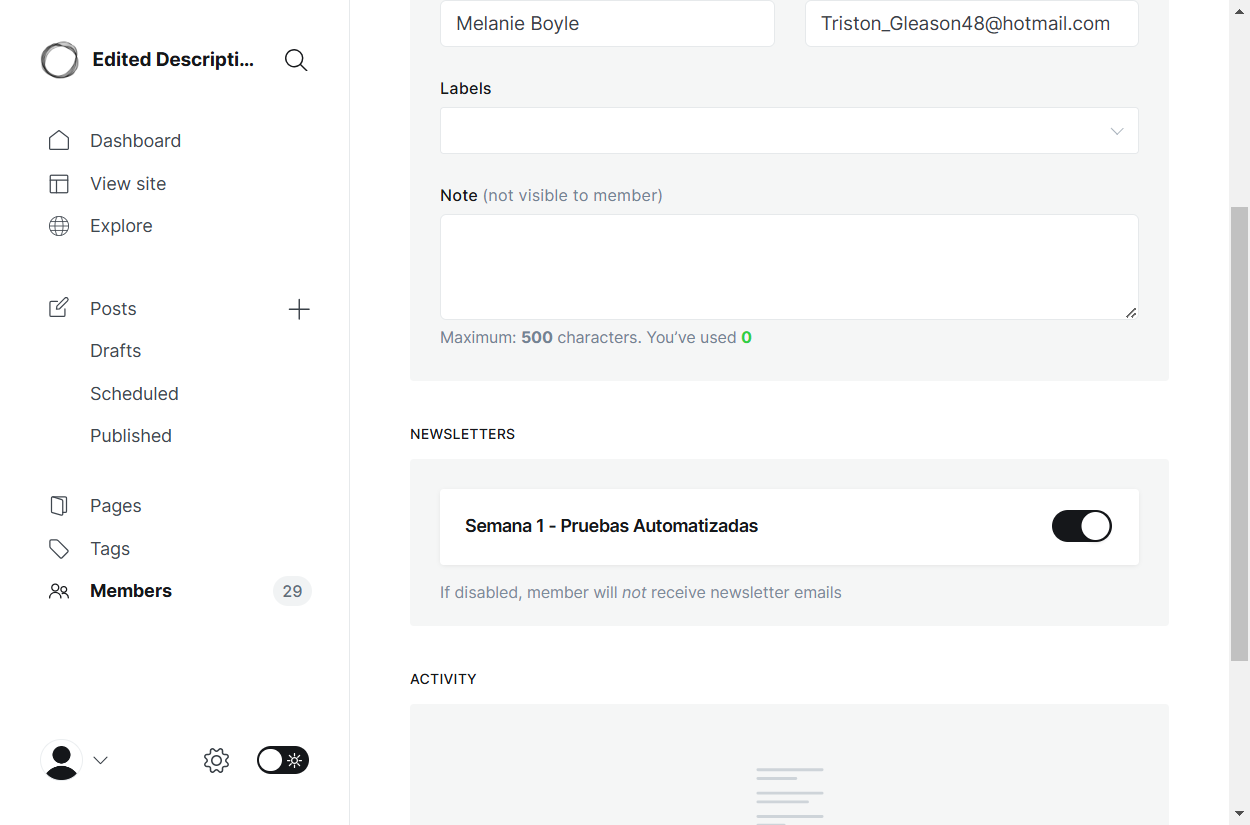 Edited Descripti...
Dashboard
View site
Explore
Posts
Drafts
Scheduled
Published
Pages
Tags
Members 29
Melanie Boyle
Triston_Gleason48@hotmail.com
Labels
Note (not visible to member)
Maximum: 500 characters. You’ve used 0
NEWSLETTERS
Semana 1 - Pruebas Automatizadas
If disabled, member will not receive newsletter emails
ACTIVITY